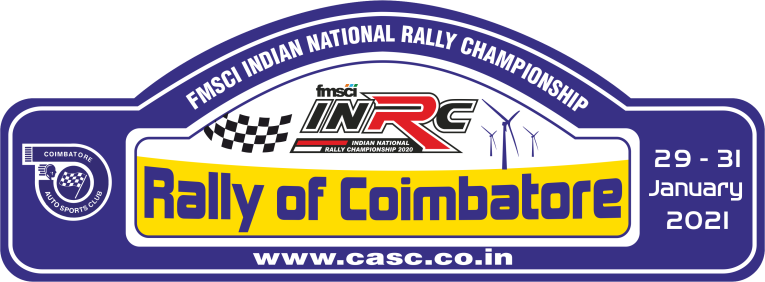 FMSCI INDIAN NATIONAL RALLY CHAMPIONSHIP
fmsci
INRC
INDIAN NATIONAL
RALLY CHAMPIONSHIP 2020
COIMBATORE
AUTO SPORTS CLUB
Rally of Coimbatore
29 - 31
January
2021
www.casc.co.in